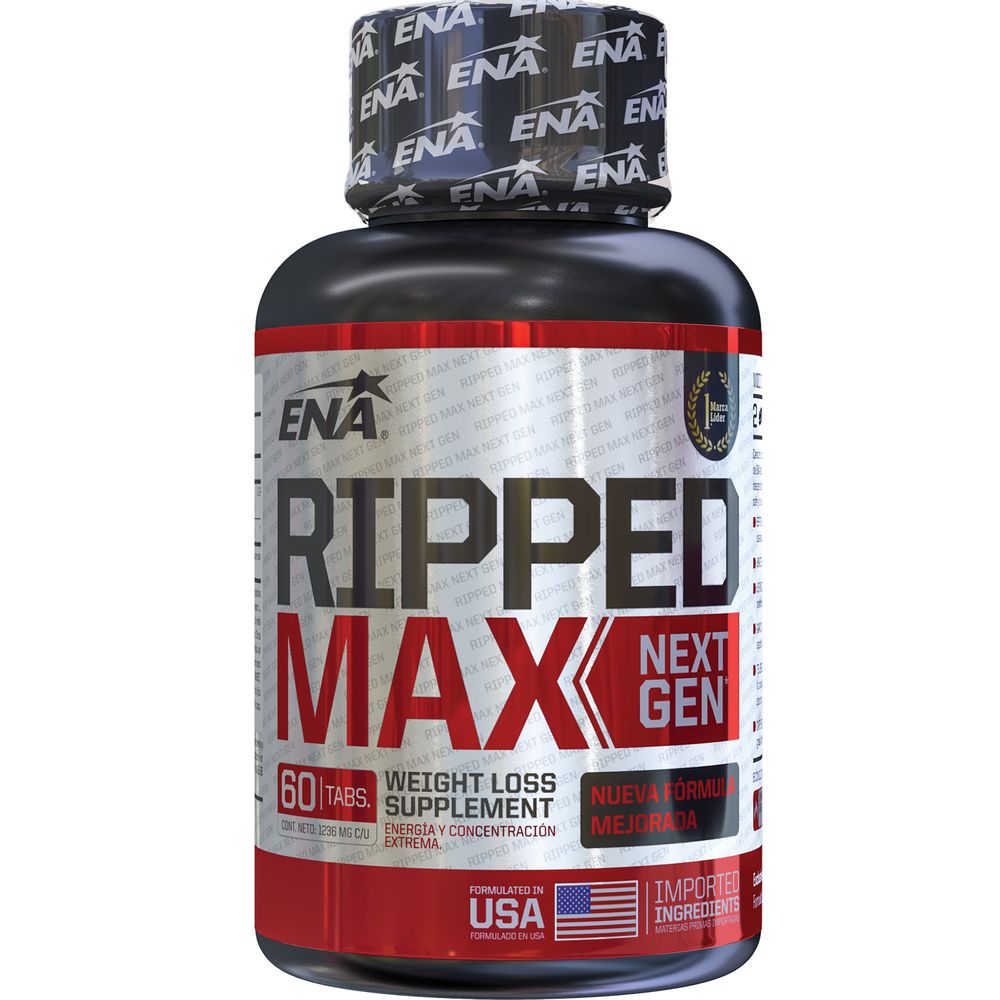 ENA
ENA®
1 Marca
Líder
RIPPED
MAX
NEXT
GEN*
60 TABS.
CONT. NETO: 1236 MG C/U
WEIGHT LOSS
SUPPLEMENT
ENERGÍA Y CONCENTRACIÓN
EXTREMA.
NUEVA FÓRMULA
MEJORADA
FORMULATED IN
USA
FORMULADO EN USA
IMPORTED
INGREDIENTS
MATERIAS PRIMAS IMPORTADAS
RIPPED MAX NEXT GEN